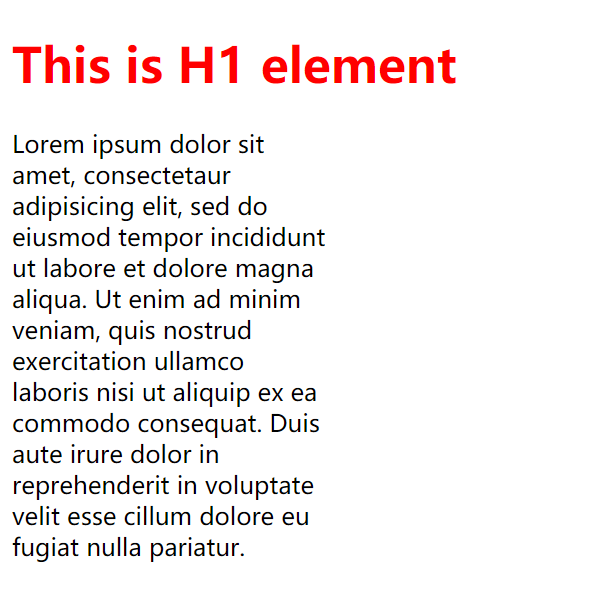 This is H1 element
Lorem ipsum dolor sit
amet, consectetaur
adipisicing elit, sed do
eiusmod tempor incididunt
ut labore et dolore magna
aliqua. Ut enim ad minim
veniam, quis nostrud
exercitation ullamco
laboris nisi ut aliquip ex ea
commodo consequat. Duis
aute irure dolor in
reprehenderit in voluptate
velit esse cillum dolore eu
fugiat nulla pariatur.